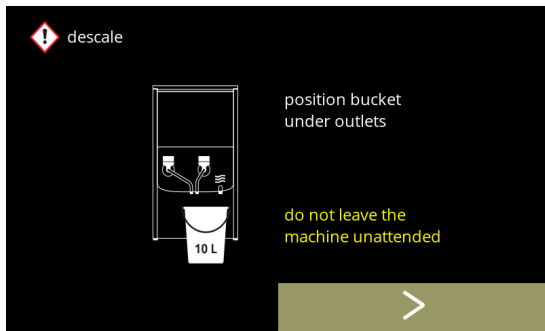 descale
position bucket
under outlets
do not leave the
machine unattended
10 L